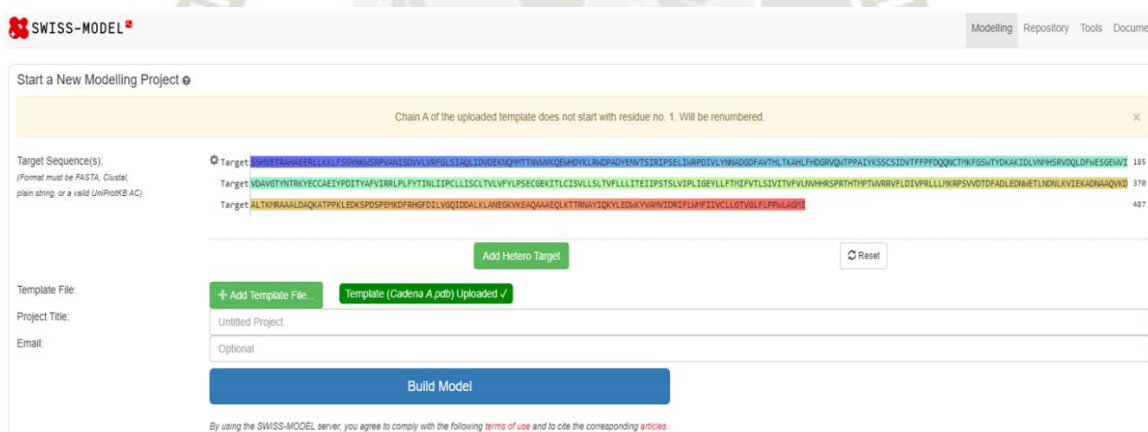 SWISS-MODEL
Modelling Repository Tools
Start a New Modelling Project
Chain A of the uploaded template does not start with residue no. 1. Will be renumbered.
x
Target Sequence(s):
(Format must be FASTA, Clustal,
plain string, or a valid UniProtKB AC)
Target SSHVETRAHAEERLLKKLFSGYNKWSRPVANISDVVLVRFGLSIAQLIDVDEKNQMMTTNVWVKQEWHDYKLRWDPADYENVTSIRIPSELIWRPDIVLYNNADGDFAVTHLTKAHLFHDGRVQWTPPAIYKSSCSIDVTFFPFDQQNCTMKFGSWTYDKAKIDLVNMHSRVDQLDFWESGEWVI 185
Target VDAVGTYNTRKYECCAEIYPDITYAFVIRRLPLFYTINLIIPCLLISCLTVLVFYLPSECGEKITLCISVLLSLTVFLLLITEIIPSTSLVIPLIGEYLLFTMIFVTLSIVITVFVLNVHHRSPRTHTMPTWVRRVFLDIVPRLLLMKRPSVVDTDFADLEDNWETLNDNLKVIEKADNAAQVKD 370
Target ALTKMRAAALDAQKATPPKLEDKSPDSPEMKDFRHGFDILVGQIDDALKLANEGKVKEAQAAAEQLKTTRNAYIQKYLEDWKYVAMVIDRIFLWMFIIVCLLGTVGLFLPPWLAGMI 487
Add Hetero Target
Reset
Template File:
+ Add Template File...
Template (Cadena A.pdb) Uploaded ✓
Project Title:
Untitled Project
Email:
Optional
Build Model
By using the SWISS-MODEL server, you agree to comply with the following terms of use and to cite the corresponding articles.